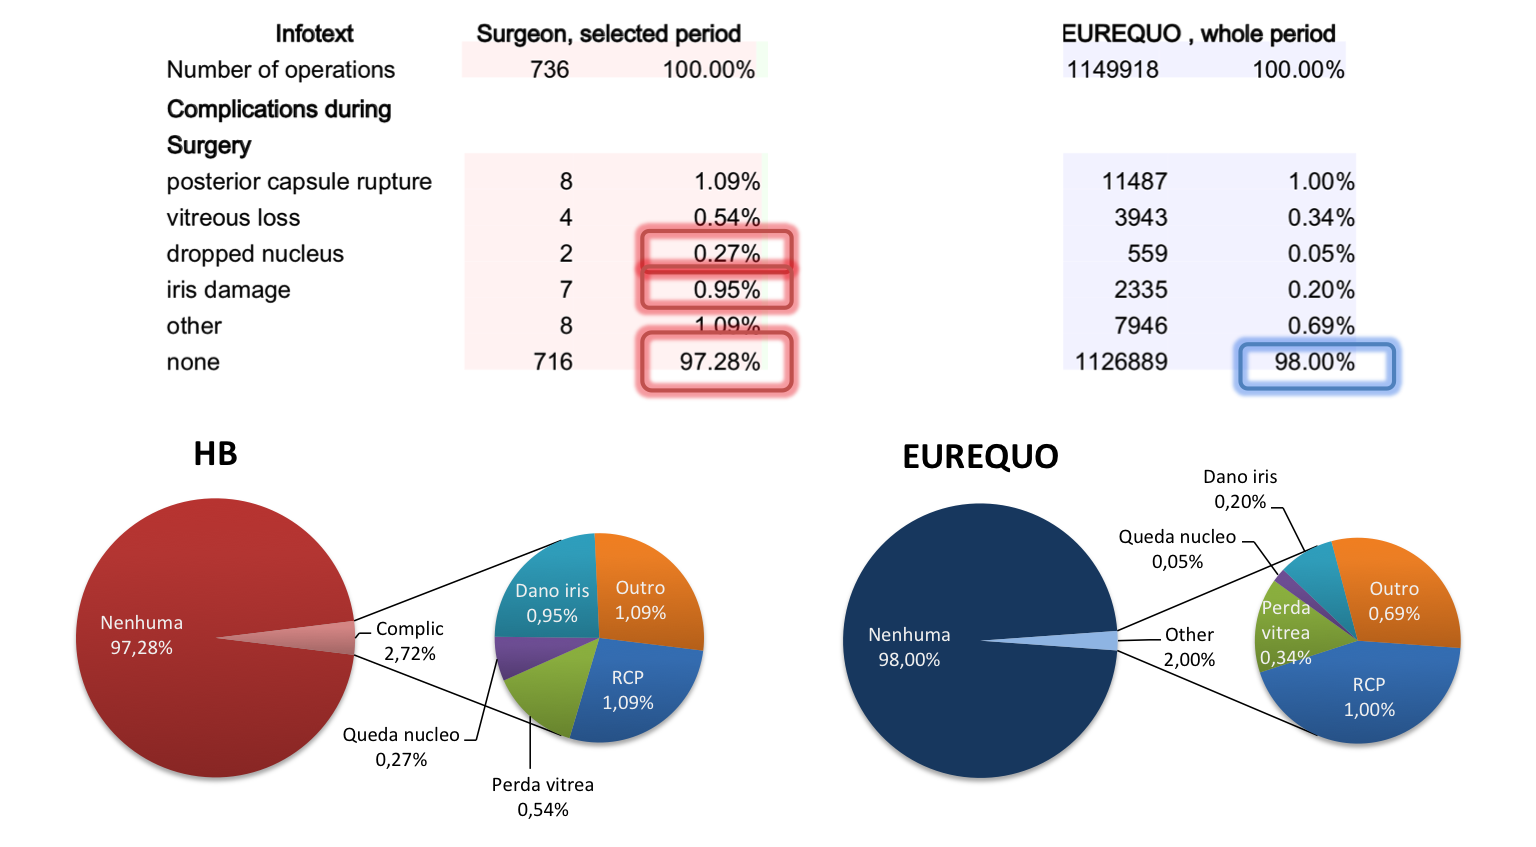 Infotext Surgeon, selected period EUREQUO , whole period
Number of operations 736 100.00% 1149918 100.00%
Complications during
Surgery
posterior capsule rupture 8 1.09% 11487 1.00%
vitreous loss 4 0.54% 3943 0.34%
dropped nucleus 2 0.27% 559 0.05%
iris damage 7 0.95% 2335 0.20%
other 8 1.09% 7946 0.69%
none 716 97.28% 1126889 98.00%
HB
Nenhuma
97,28%
Complic
2,72%
Dano iris
0,95%
Outro
1,09%
RCP
1,09%
Queda nucleo
0,27%
Perda vitrea
0,54%
EUREQUO
Nenhuma
98,00%
Other
2,00%
Dano iris
0,20%
Queda nucleo
0,05%
Perda
vitrea
0,34%
Outro
0,69%
RCP
1,00%